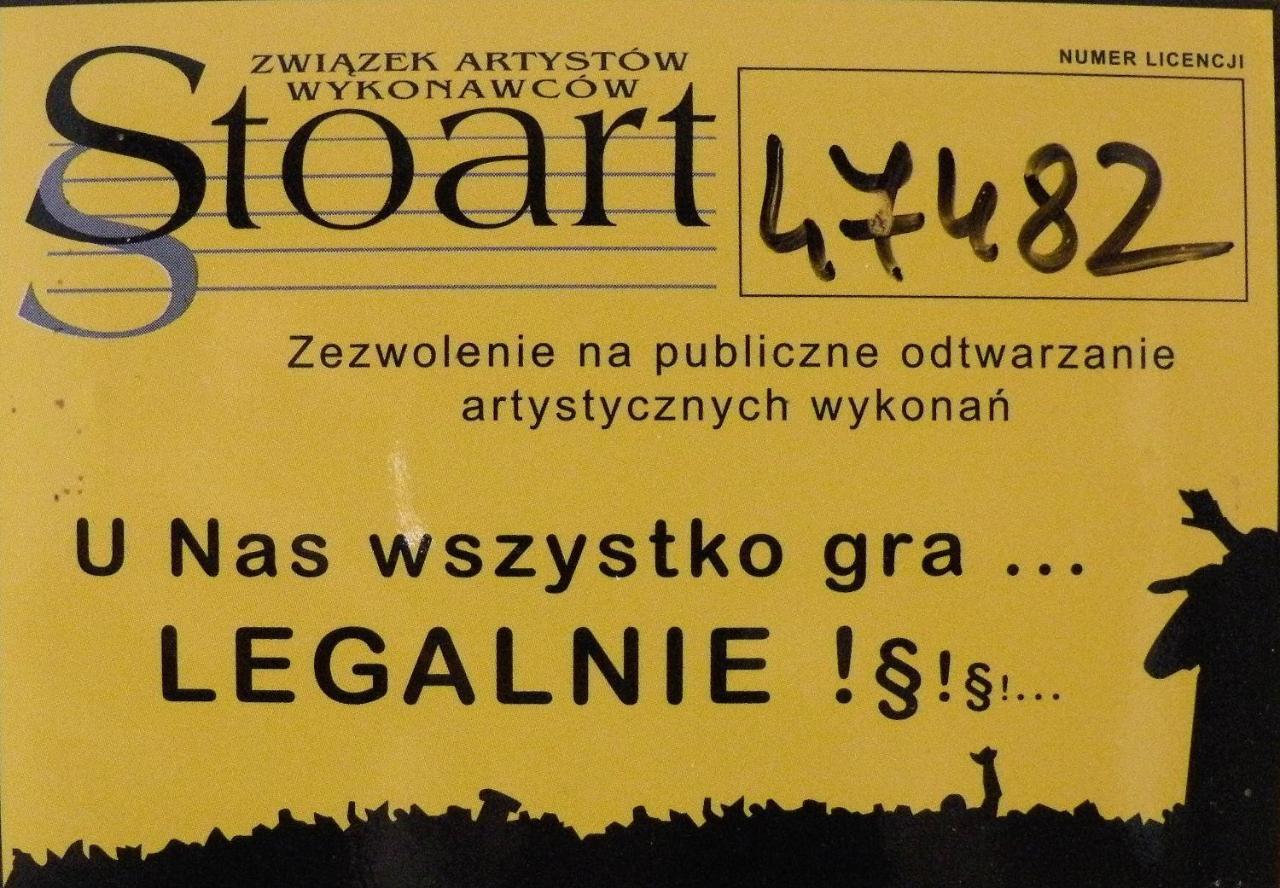 ZWIĄZEK ARTYSTÓW
WYKONAWCÓW
Stoart
NUMER LICENCJI
47482
Zezwolenie na publiczne odtwarzanie
artystycznych wykonań
U Nas wszystko gra ...
LEGALNIE !§!§!...